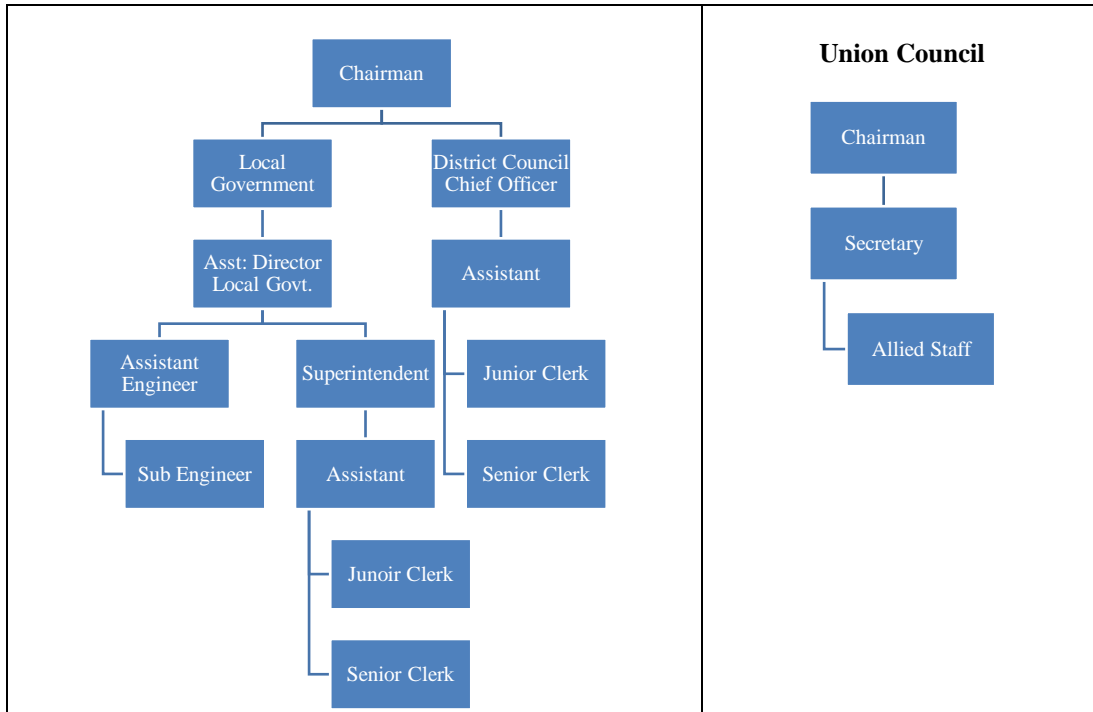 Chairman
Local
Government
District Council
Chief Officer
Asst: Director
Local Govt.
Assistant
Assistant
Engineer
Superintendent
Junior Clerk
Sub Engineer
Assistant
Senior Clerk
Junoir Clerk
Senior Clerk
Union Council
Chairman
Secretary
Allied Staff